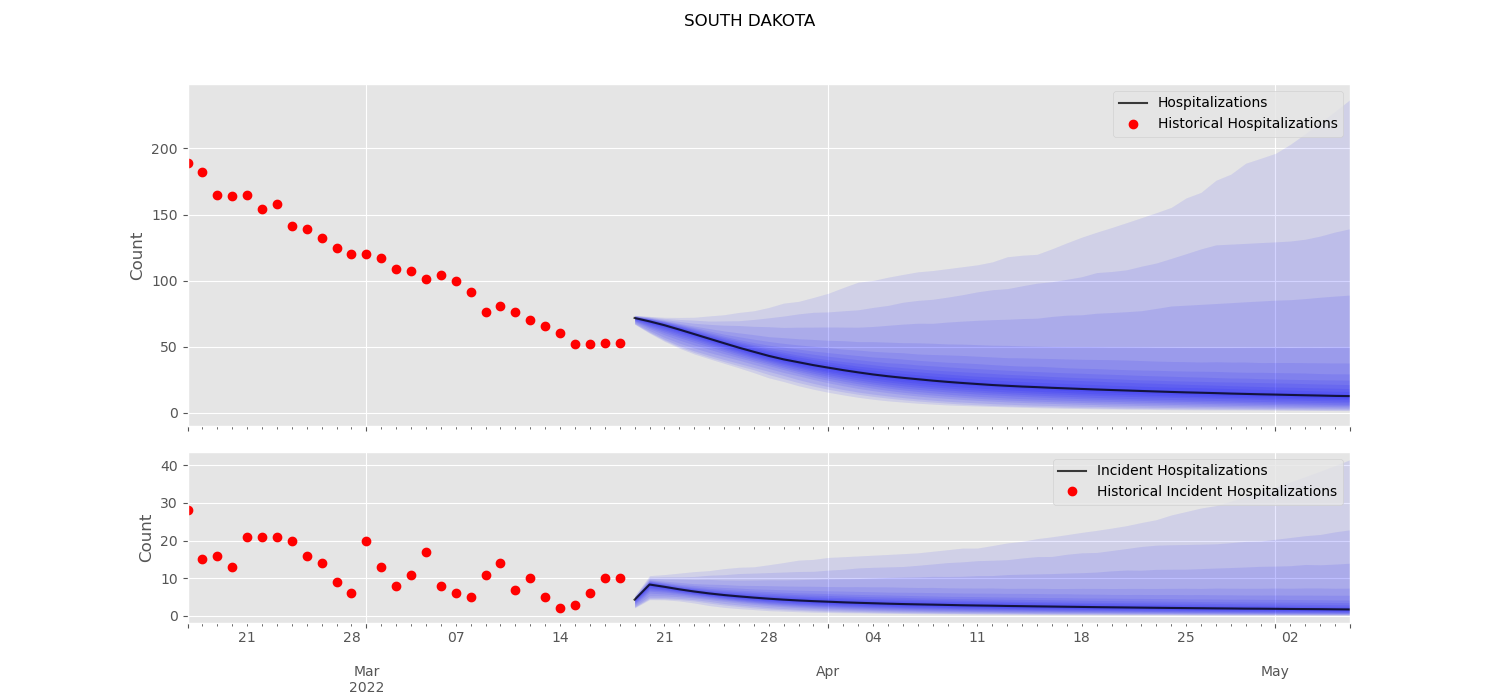 SOUTH DAKOTA
Hospitalizations
Historical Hospitalizations
Count
200
150
100
50
0
Incident Hospitalizations
Historical Incident Hospitalizations
Count
40
30
20
10
0
21 28 07 14 21 28 04 11 18 25 02
Mar Apr May
2022